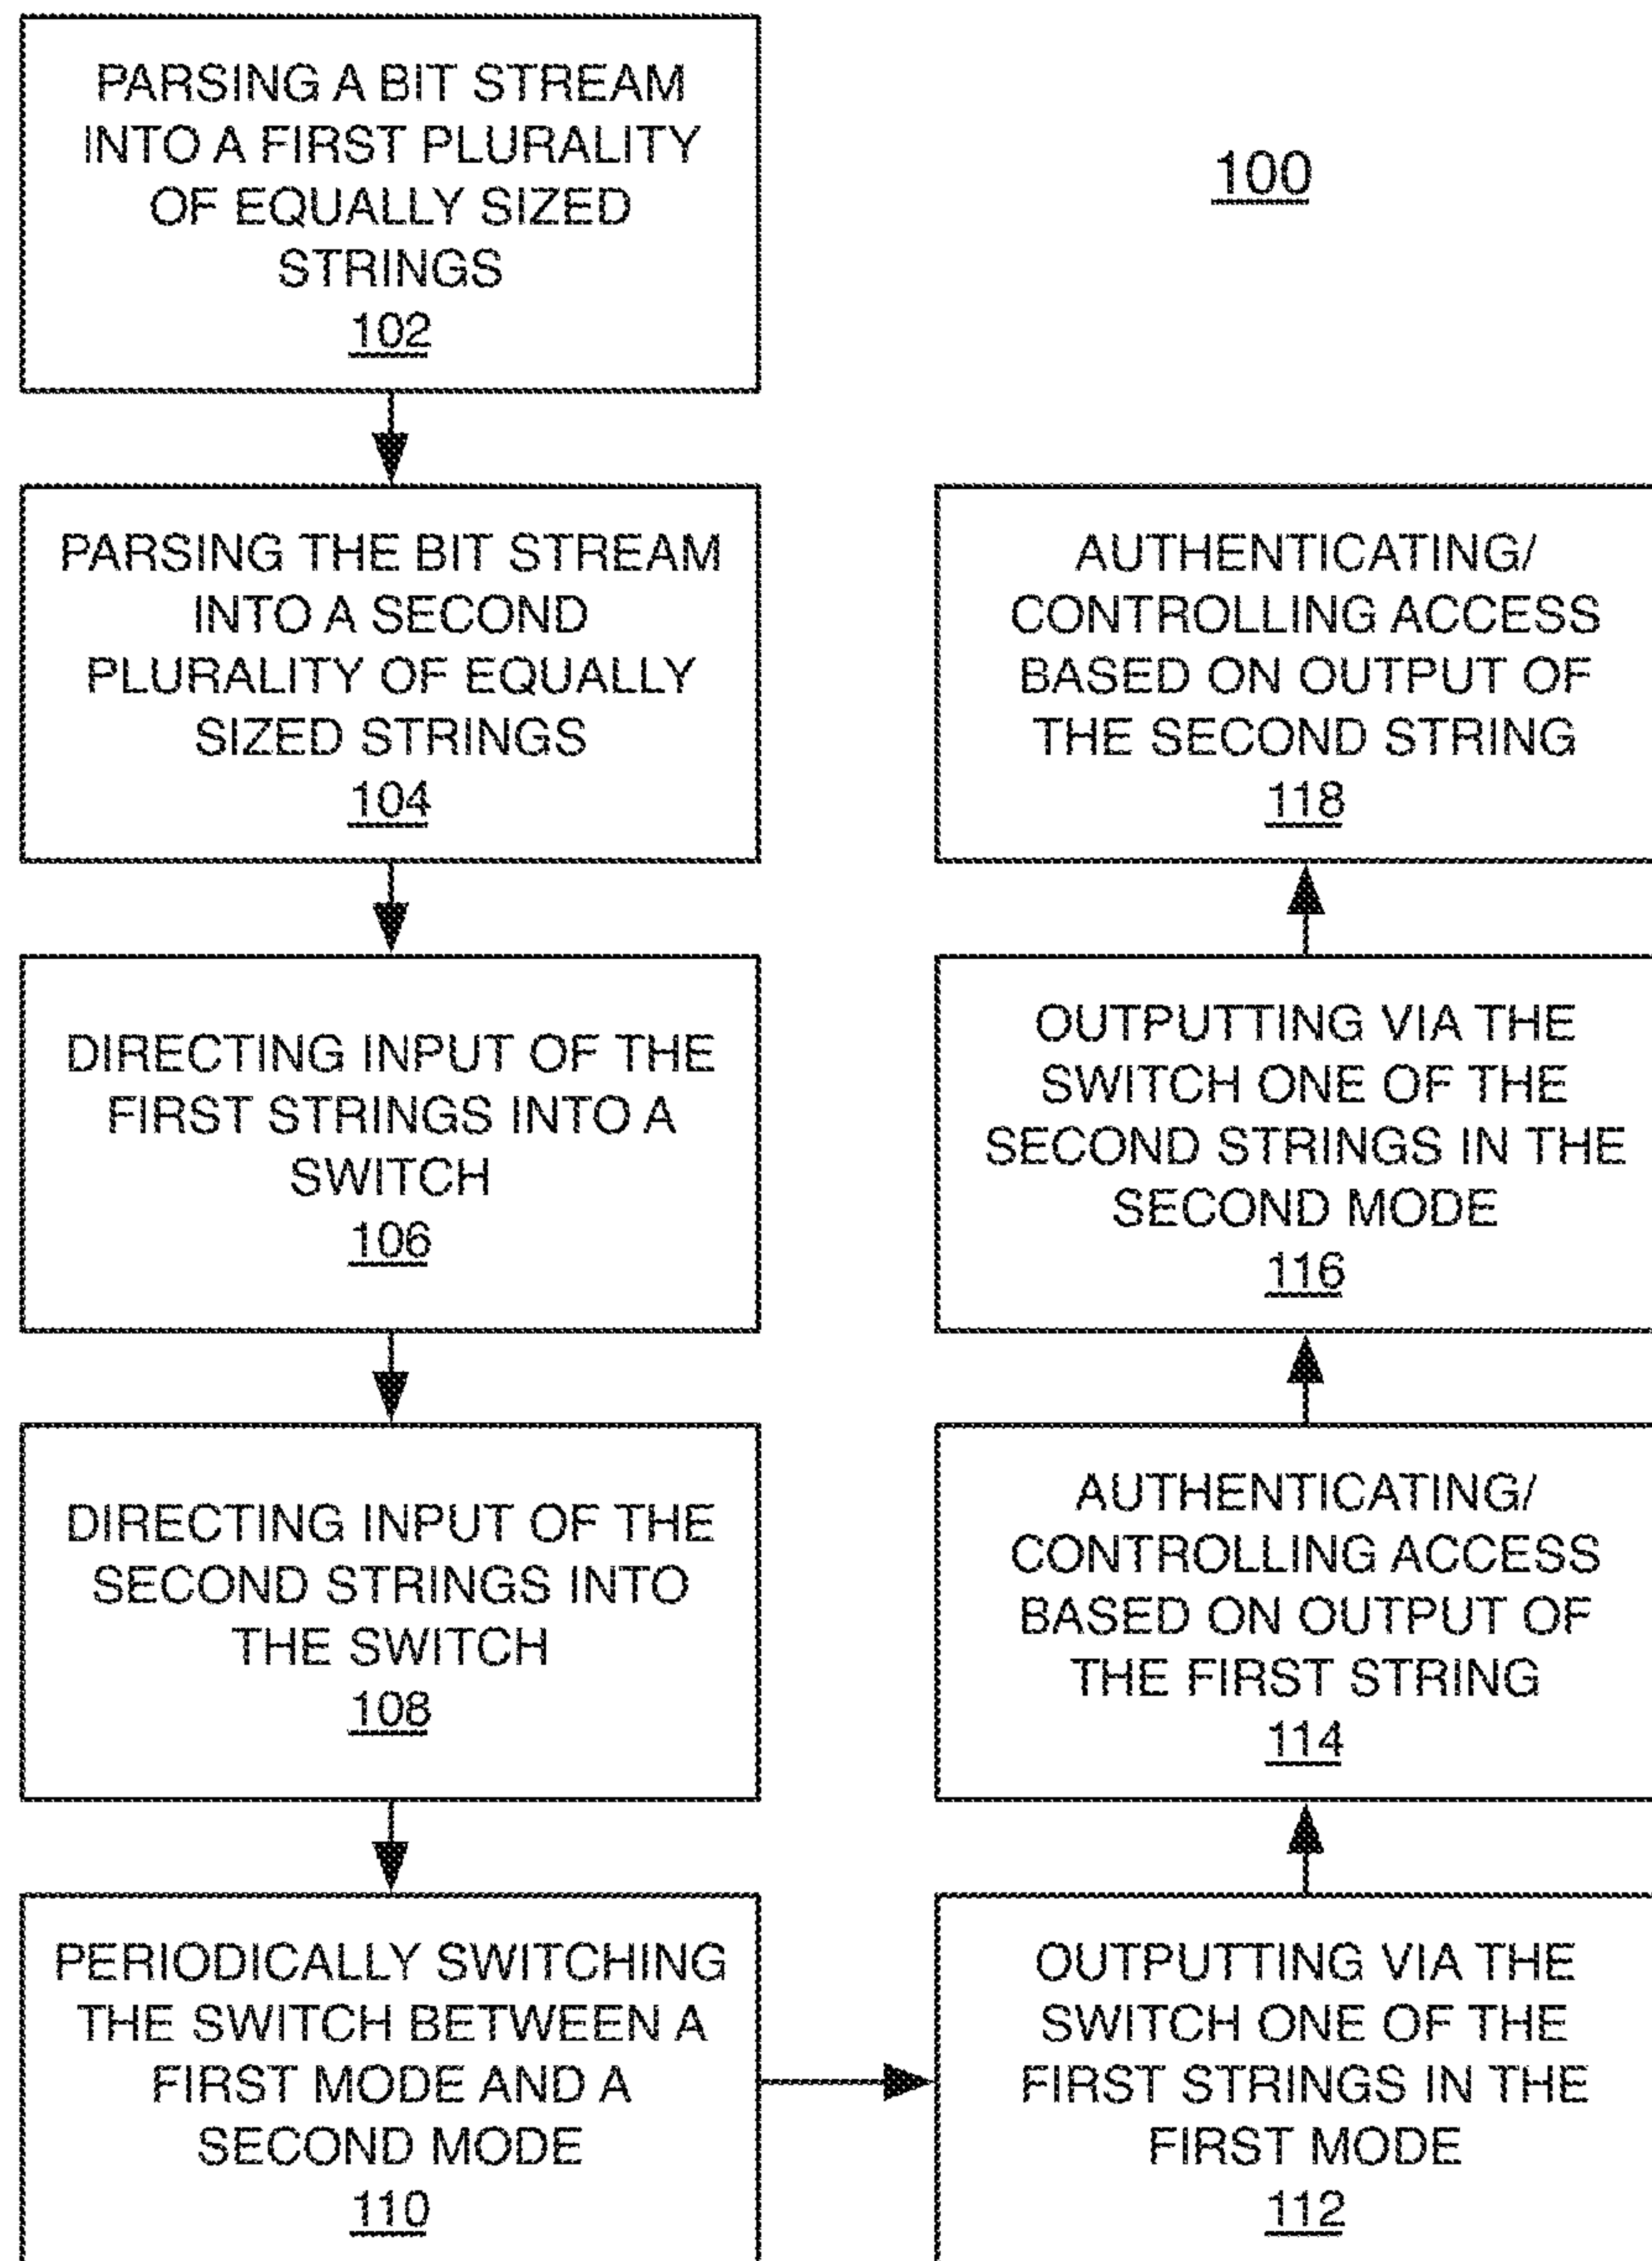 PARSING A BIT STREAM
INTO A FIRST PLURALITY
OF EQUALLY SIZED
STRINGS
102
100
PARSING THE BIT STREAM
INTO A SECOND
PLURALITY OF EQUALLY
SIZED STRINGS
104
DIRECTING INPUT OF THE
FIRST STRINGS INTO A
SWITCH
106
DIRECTING INPUT OF THE
SECOND STRINGS INTO
THE SWITCH
108
PERIODICALLY SWITCHING
THE SWITCH BETWEEN A
FIRST MODE AND A
SECOND MODE
110
OUTPUTTING VIA THE
SWITCH ONE OF THE
FIRST STRINGS IN THE
FIRST MODE
112
AUTHENTICATING/
CONTROLLING ACCESS
BASED ON OUTPUT OF
THE FIRST STRING
114
OUTPUTTING VIA THE
SWITCH ONE OF THE
SECOND STRINGS IN THE
SECOND MODE
116
AUTHENTICATING/
CONTROLLING ACCESS
BASED ON OUTPUT OF
THE SECOND STRING
118